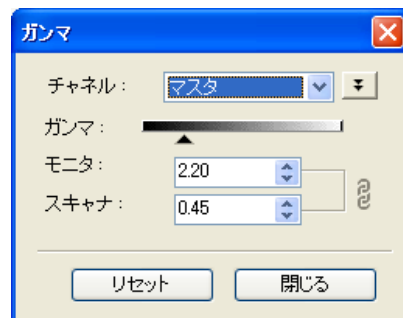 ガンマ
チャネル： マスタ
ガンマ：
モニタ： 2.20
スキャナ： 0.45
リセット 閉じる